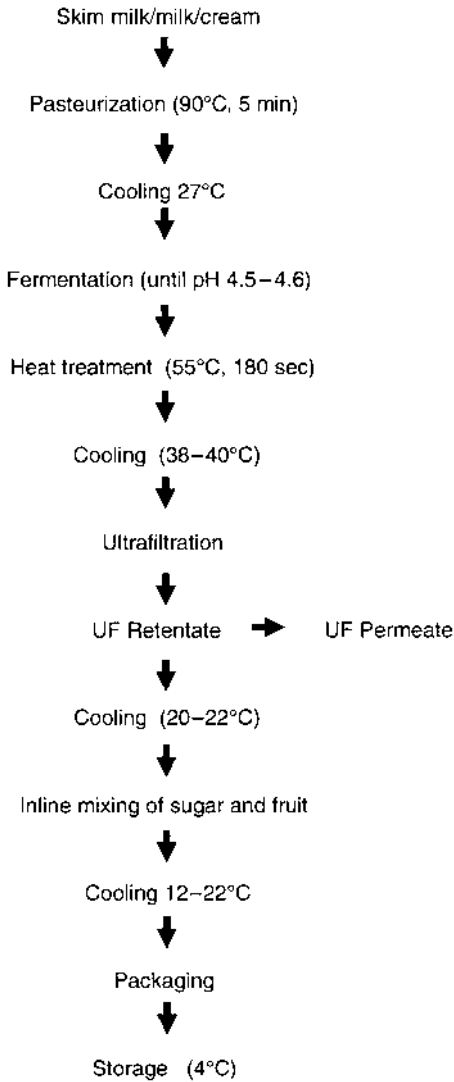 Skim milk/milk/cream
Pasteurization (90°C, 5 min)
Cooling 27°C
Fermentation (until pH 4.5–4.6)
Heat treatment (55°C, 180 sec)
Cooling (38–40°C)
Ultrafiltration
UF Retentate UF Permeate
Cooling (20–22°C)
Inline mixing of sugar and fruit
Cooling 12–22°C
Packaging
Storage (4°C)